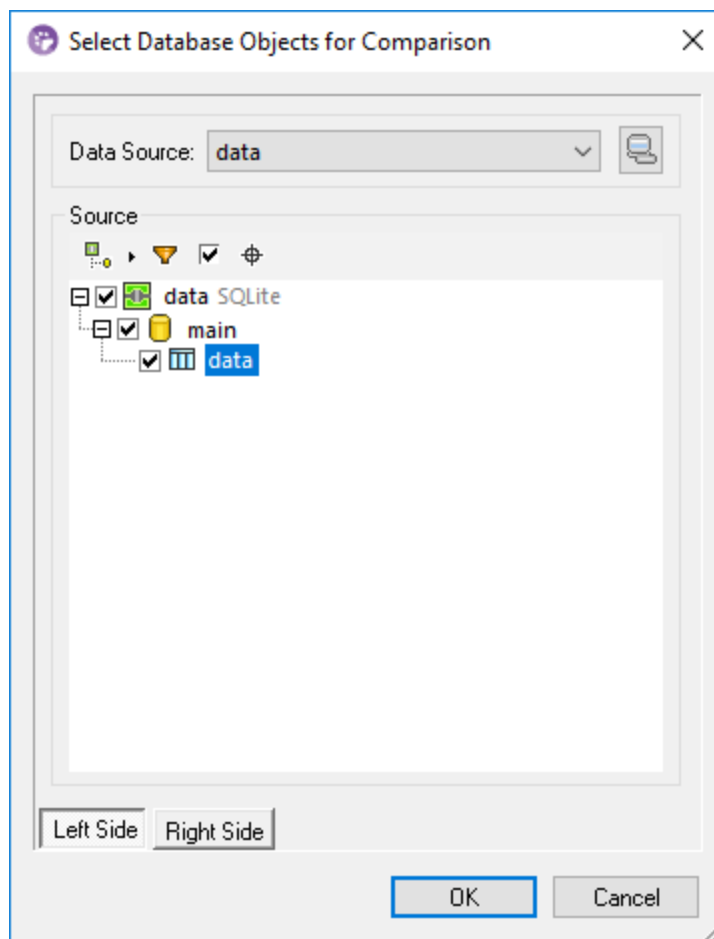 Select Database Objects for Comparison
Data Source: data
Source
data SQLite
main
data
Left Side Right Side
OK Cancel